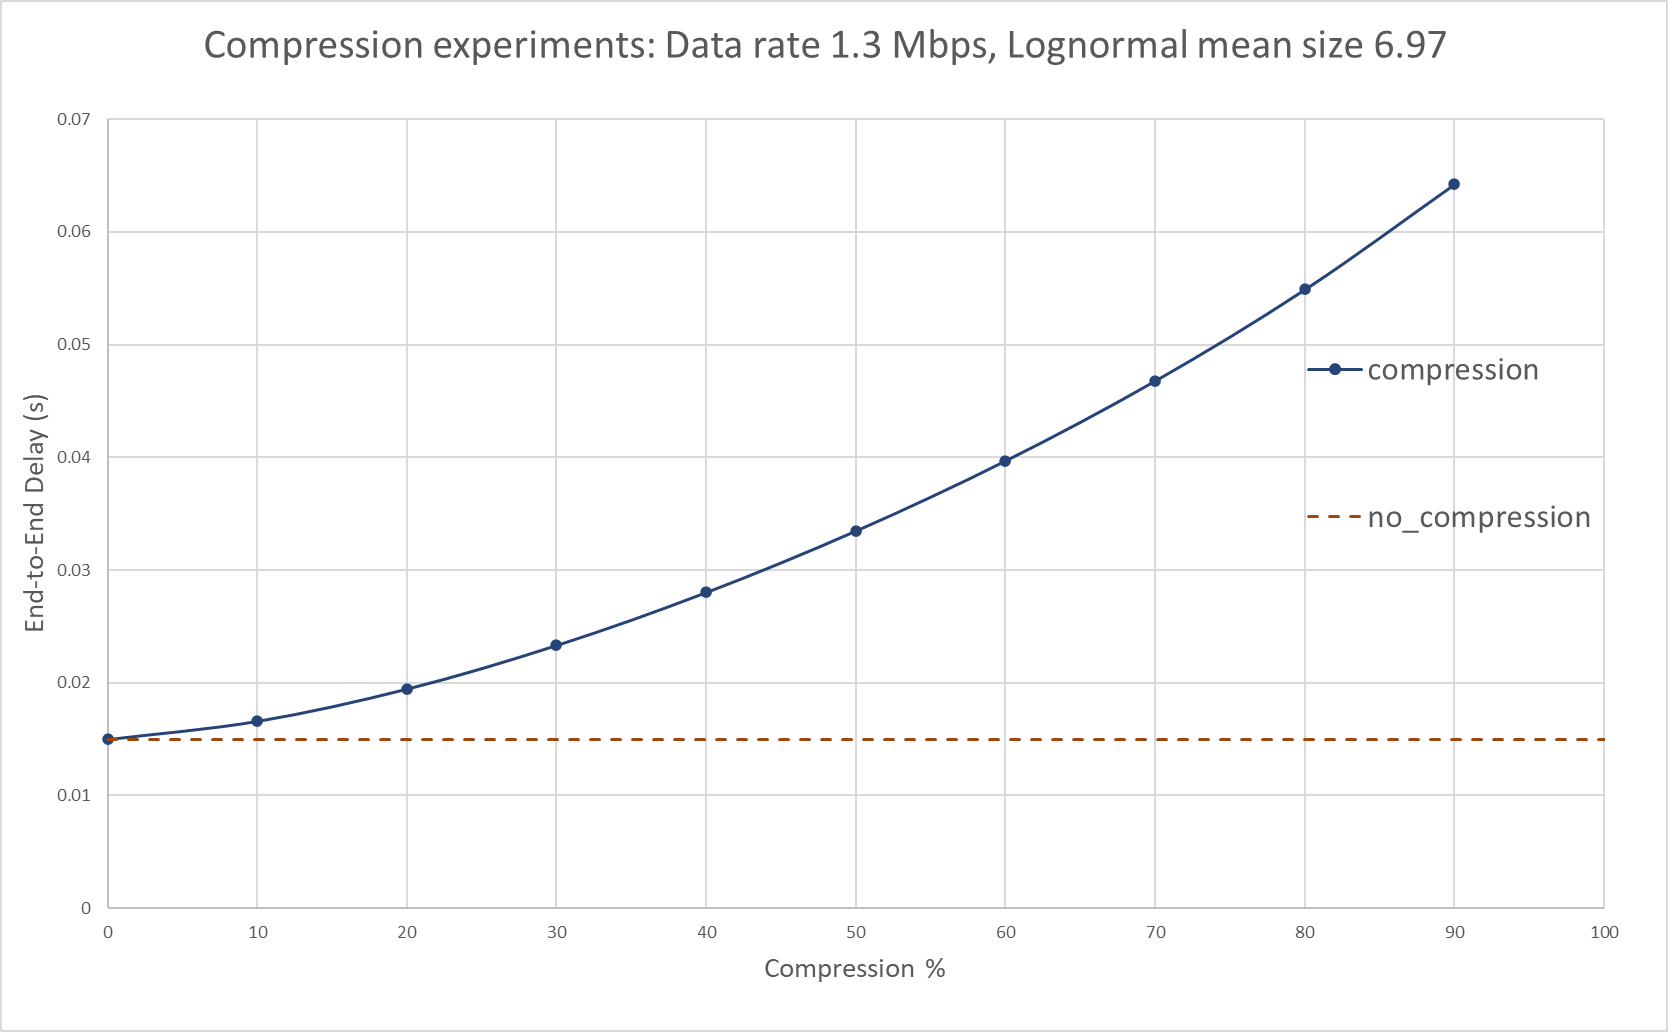 Compression experiments: Data rate 1.3 Mbps, Lognormal mean size 6.97
0.07
0.06
0.05
0.04
0.03
0.02
0.01
0
End-to-End Delay (s)
compression
no_compression
0 10 20 30 40 50 60 70 80 90 100
Compression %